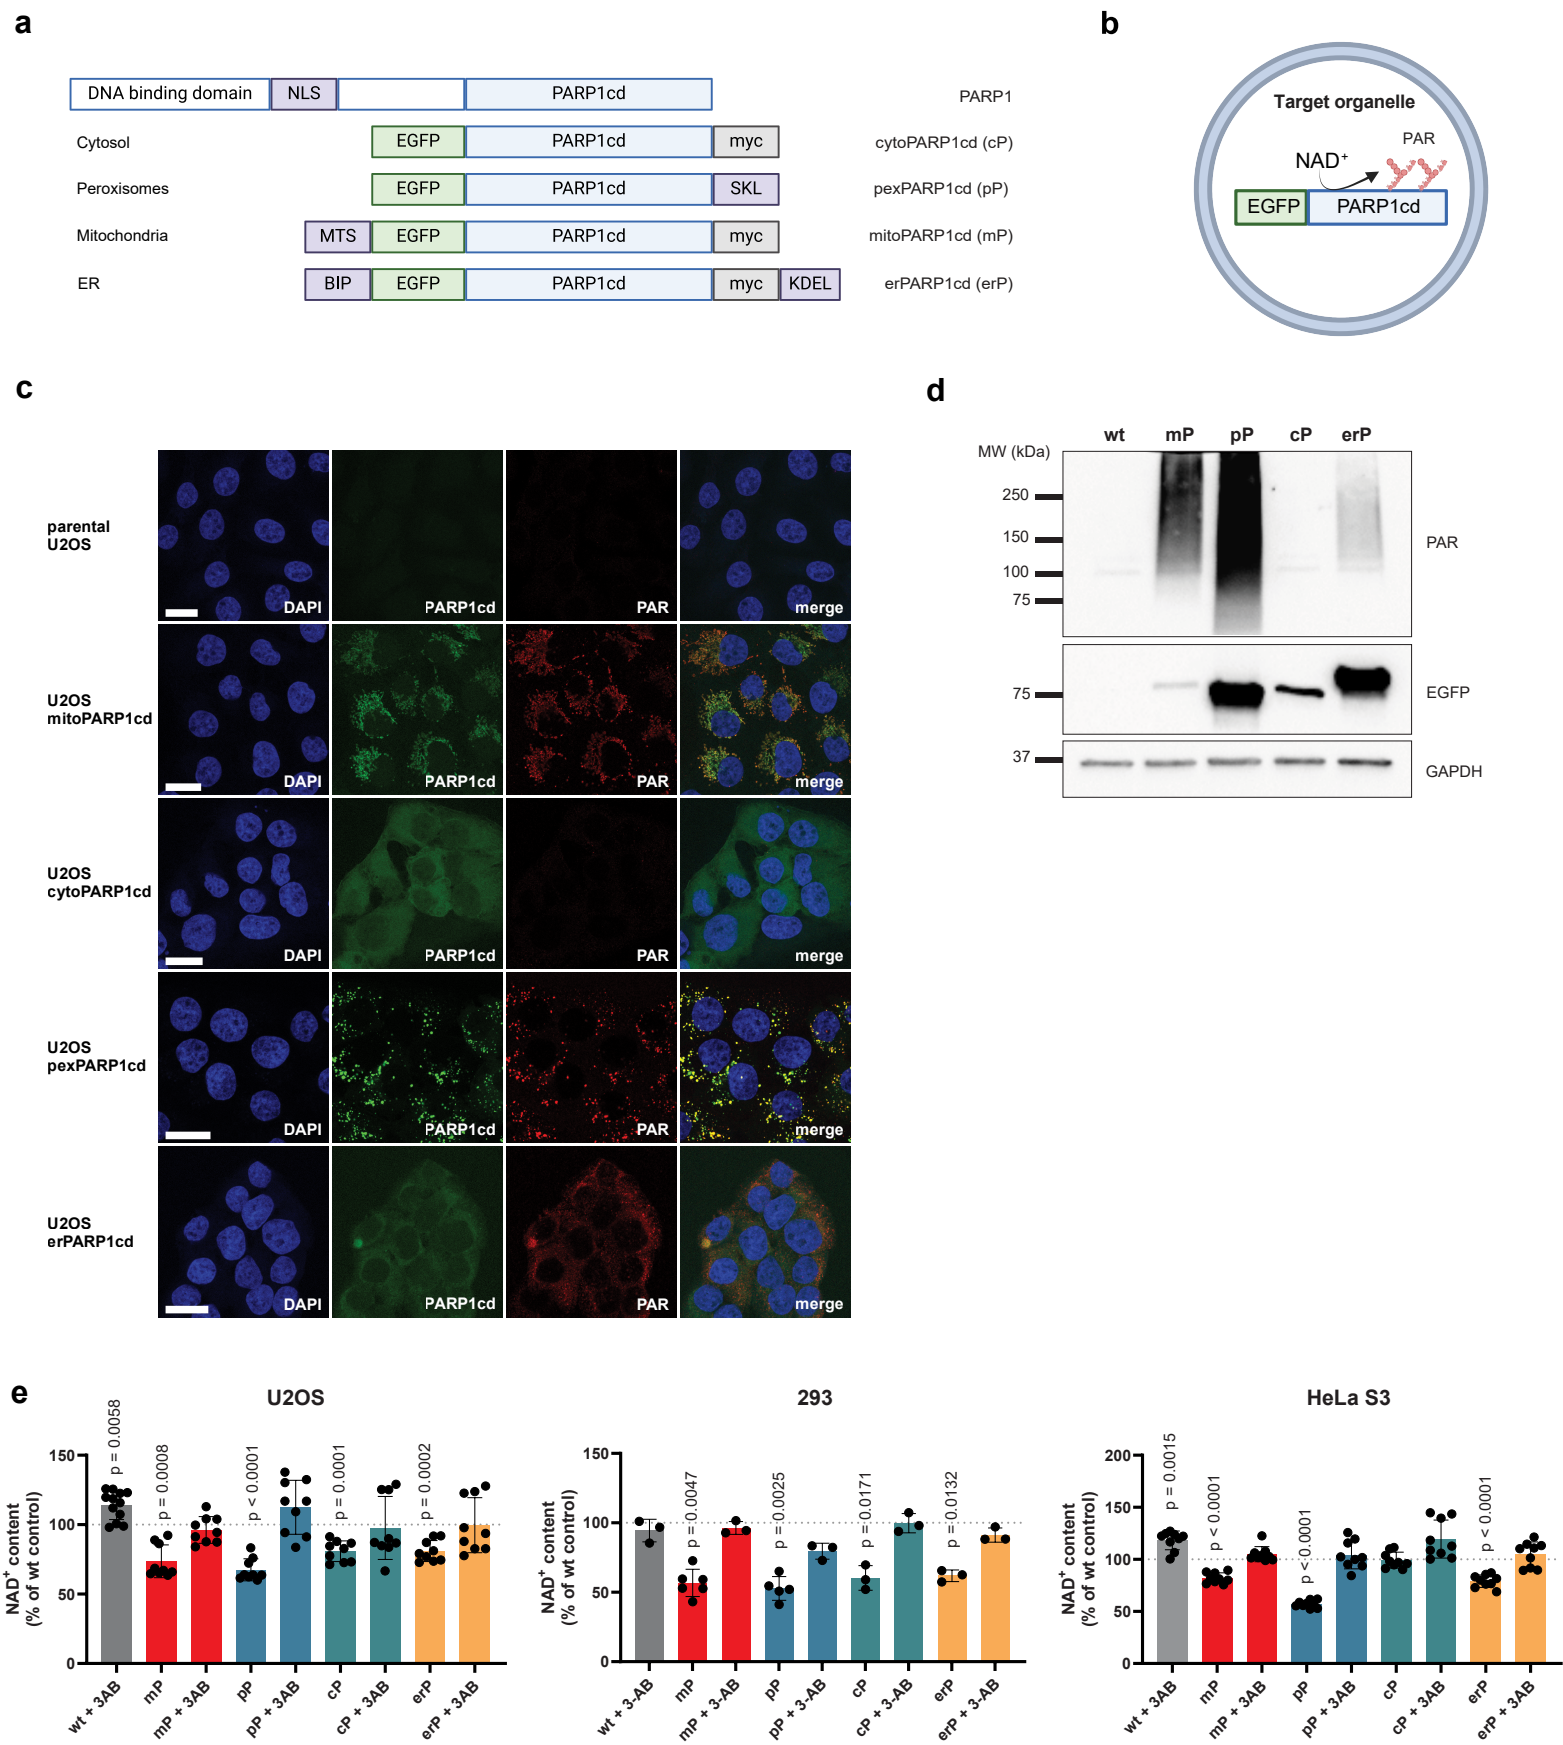 a
DNA binding domain NLS PARP1cd PARP1
Cytosol EGFP PARP1cd myc cytoPARP1cd (cP)
Peroxisomes EGFP PARP1cd SKL pexPARP1cd (pP)
Mitochondria MTS EGFP PARP1cd myc mitoPARP1cd (mP)
ER BIP EGFP PARP1cd myc KDEL erPARP1cd (erP)
b
Target organelle
PAR
NAD+
EGFP PARP1cd
c
parental
U2OS
DAPI PARP1cd PAR merge
U2OS
mitoPARP1cd
DAPI PARP1cd PAR merge
U2OS
cytoPARP1cd
DAPI PARP1cd PAR merge
U2OS
pexPARP1cd
DAPI PARP1cd PAR merge
U2OS
erPARP1cd
DAPI PARP1cd PAR merge
d
wt mP pP cP erP
MW (kDa)
250
150
100
75
PAR
75
EGFP
37
GAPDH
e
U2OS
NAD+ content
(% of wt control)
150
100
50
0
p = 0.0058
p = 0.0008
p < 0.0001
p = 0.0001
p = 0.0002
wt + 3AB
mP
mP + 3AB
pP
pP + 3AB
cP
cP + 3AB
erP
erP + 3AB
293
NAD+ content
(% of wt control)
150
100
50
0
p = 0.0047
p = 0.0025
p = 0.0171
p = 0.0132
wt + 3-AB
mP
mP + 3-AB
pP
pP + 3-AB
cP
cP + 3-AB
erP
erP + 3-AB
HeLa S3
NAD+ content
(% of wt control)
200
150
100
50
0
p = 0.0015
p < 0.0001
p < 0.0001
p < 0.0001
wt + 3AB
mP
mP + 3AB
pP
pP + 3AB
cP
cP + 3AB
erP
erP + 3AB